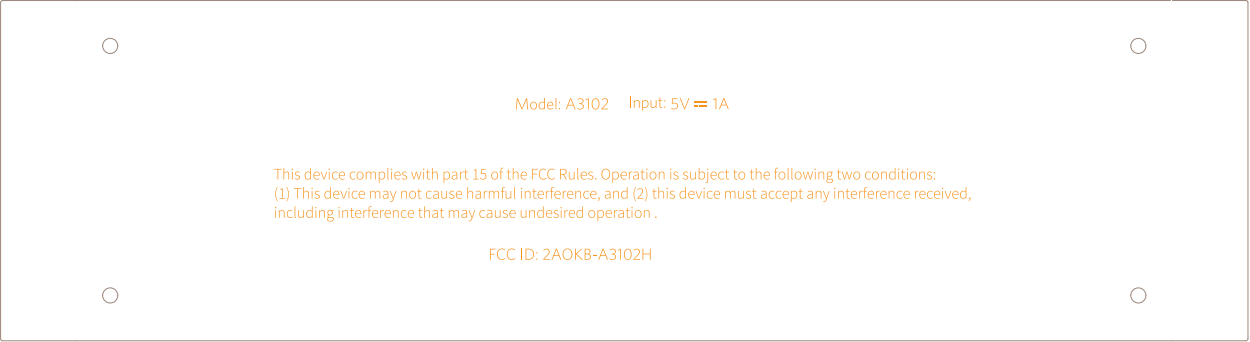 Model: A3102 Input: 5V ⎓ 1A
This device complies with part 15 of the FCC Rules. Operation is subject to the following two conditions:
(1) This device may not cause harmful interference, and (2) this device must accept any interference received,
including interference that may cause undesired operation .
FCC ID: 2AOKB-A3102H